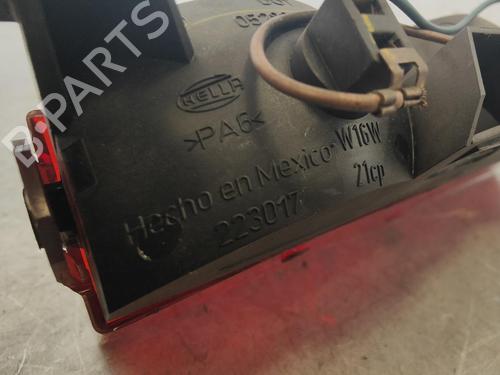 HELLA
>PA6<
Hecho en Mexico W16W
223017 21cp
B-PARTS